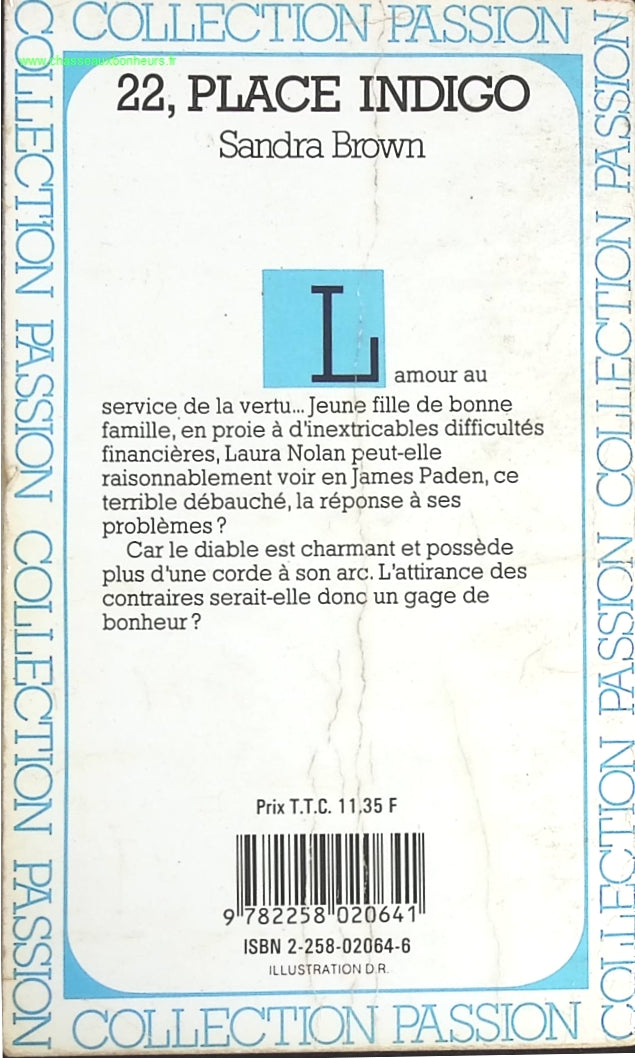 COLLECTION PASSION
www.chasseauxbonheurs.fr
22, PLACE INDIGO
Sandra Brown
L amour au
service de la vertu... Jeune fille de bonne
famille, en proie à d'inextricables difficultés
financières, Laura Nolan peut-elle
raisonnablement voir en James Paden, ce
terrible débauché, la réponse à ses
problèmes ?
Car le diable est charmant et possède
plus d'une corde à son arc. L'attirance des
contraires serait-elle donc un gage de
bonheur ?
Prix T.T.C. 11.35 F
9 782258 020641
ISBN 2-258-02064-6
ILLUSTRATION D.R.
COLLECTION PASSION
COLLECTION PASSION COLLECTION PASSION
COLLECTION PASSION COLLECTION PASSION